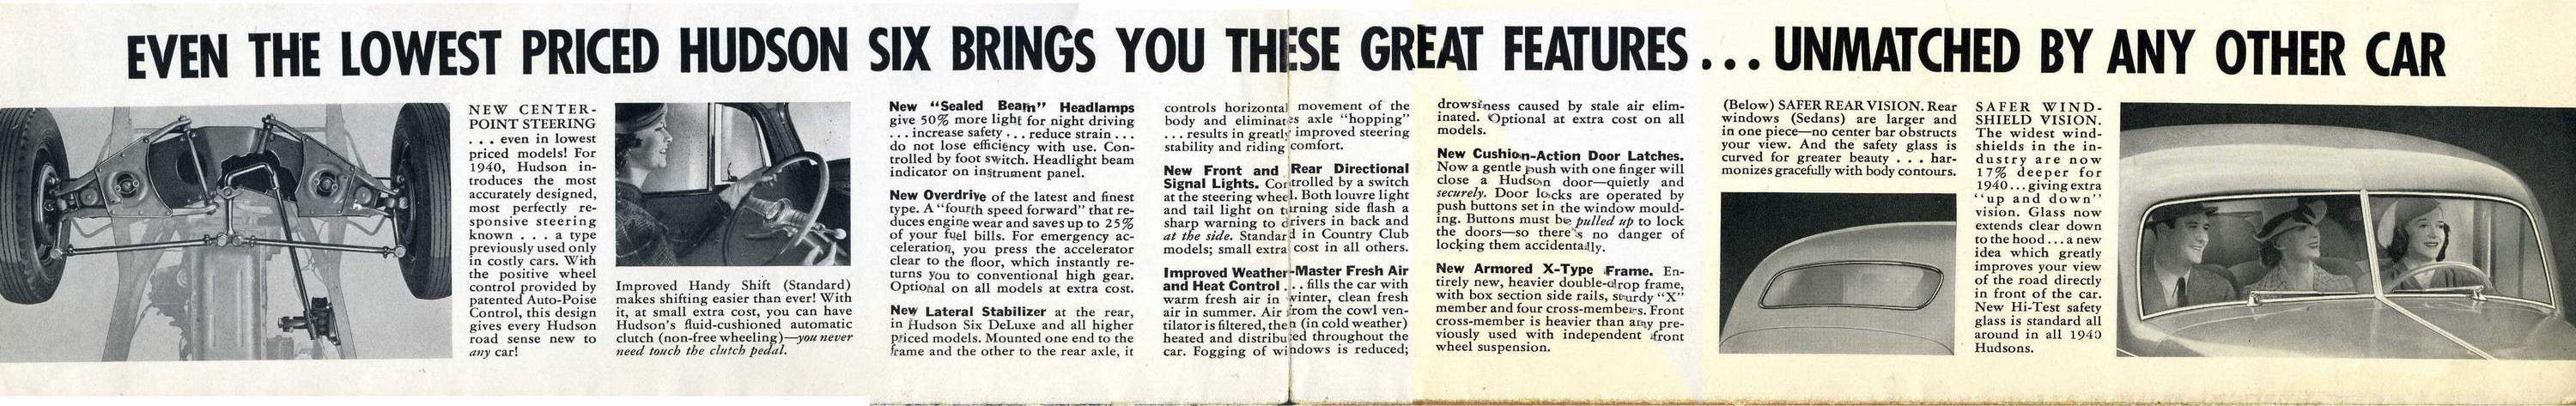 EVEN THE LOWEST PRICED HUDSON SIX BRINGS YOU THESE GREAT FEATURES . . . UNMATCHED BY ANY OTHER CAR
NEW CENTER-
POINT STEERING
. . . even in lowest
priced models! For
1940, Hudson in-
troduces the most
accurately designed,
most perfectly re-
sponsive steering
known . . . a type
previously used only
in costly cars. With
the positive wheel
control provided by
patented Auto-Poise
Control, this design
gives every Hudson
road sense new to
any car!
Improved Handy Shift (Standard)
makes shifting easier than ever! With
it, at small extra cost, you can have
Hudson's fluid-cushioned automatic
clutch (non-free wheeling)—you never
need touch the clutch pedal.
New "Sealed Beam" Headlamps
give 50% more light for night driving
. . . increase safety . . . reduce strain . . .
do not lose efficiency with use. Con-
trolled by foot switch. Headlight beam
indicator on instrument panel.
New Overdrive of the latest and finest
type. A "fourth speed forward" that re-
duces engine wear and saves up to 25%
of your fuel bills. For emergency ac-
celeration, you press the accelerator
clear to the floor, which instantly re-
turns you to conventional high gear.
Optional on all models at extra cost.
New Lateral Stabilizer at the rear,
in Hudson Six DeLuxe and all higher
priced models. Mounted one end to the
frame and the other to the rear axle, it
controls horizontal movement of the
body and eliminates axle "hopping"
. . . results in greatly improved steering
stability and riding comfort.
New Front and Rear Directional
Signal Lights. Controlled by a switch
at the steering wheel. Both louvre light
and tail light on turning side flash a
sharp warning to drivers in back and
at the side. Standard in Country Club
models; small extra cost in all others.
Improved Weather-Master Fresh Air
and Heat Control . . . fills the car with
warm fresh air in winter, clean fresh
air in summer. Air from the cowl ven-
tilator is filtered, then (in cold weather)
heated and distributed throughout the
car. Fogging of windows is reduced;
drowsiness caused by stale air elim-
inated. Optional at extra cost on all
models.
New Cushion-Action Door Latches.
Now a gentle push with one finger will
close a Hudson door—quietly and
securely. Door locks are operated by
push buttons set in the window mould-
ing. Buttons must be pulled up to lock
the doors—so there's no danger of
locking them accidentally.
New Armored X-Type Frame. En-
tirely new, heavier double-drop frame,
with box section side rails, sturdy "X"
member and four cross-members. Front
cross-member is heavier than any pre-
viously used with independent front
wheel suspension.
(Below) SAFER REAR VISION. Rear
windows (Sedans) are larger and
in one piece—no center bar obstructs
your view. And the safety glass is
curved for greater beauty . . . har-
monizes gracefully with body contours.
SAFER WIND-
SHIELD VISION.
The widest wind-
shields in the in-
dustry are now
17% deeper for
1940 . . . giving extra
"up and down"
vision. Glass now
extends clear down
to the hood . . . a new
idea which greatly
improves your view
of the road directly
in front of the car.
New Hi-Test safety
glass is standard all
around in all 1940
Hudsons.